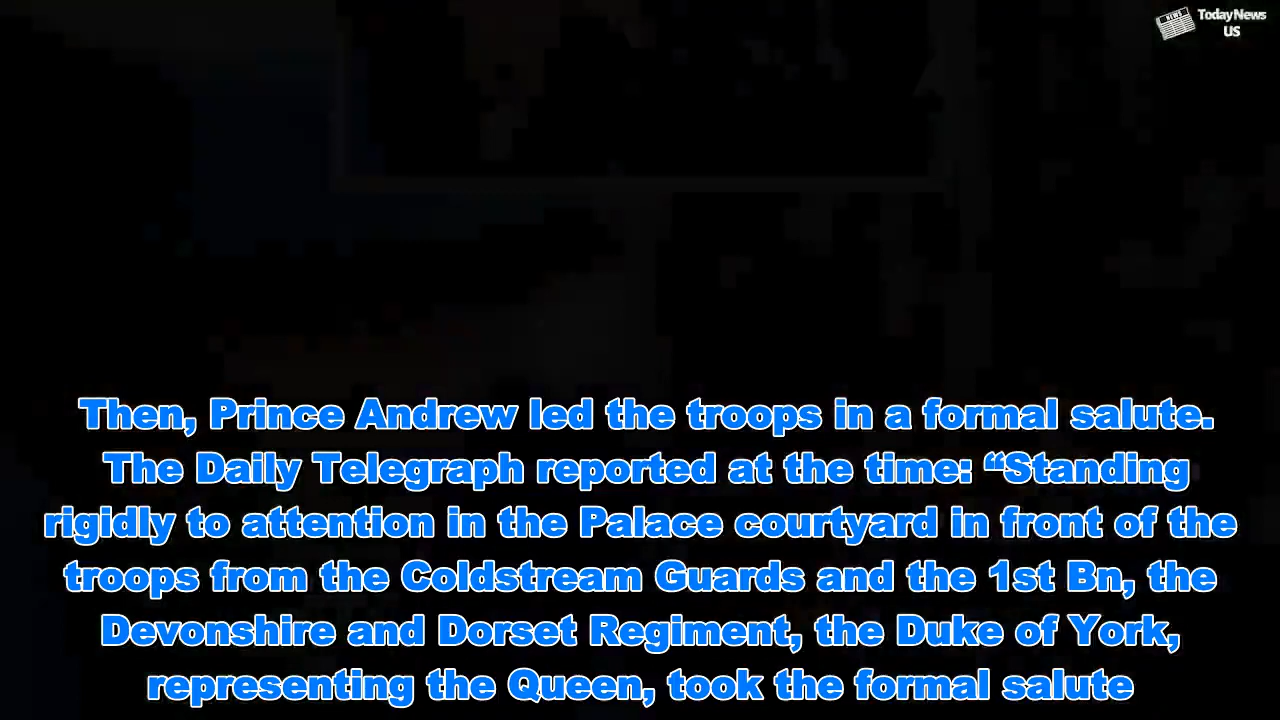 NEWS
TodayNews
US
Then, Prince Andrew led the troops in a formal salute.
The Daily Telegraph reported at the time: “Standing
rigidly to attention in the Palace courtyard in front of the
troops from the Coldstream Guards and the 1st Bn, the
Devonshire and Dorset Regiment, the Duke of York,
representing the Queen, took the formal salute